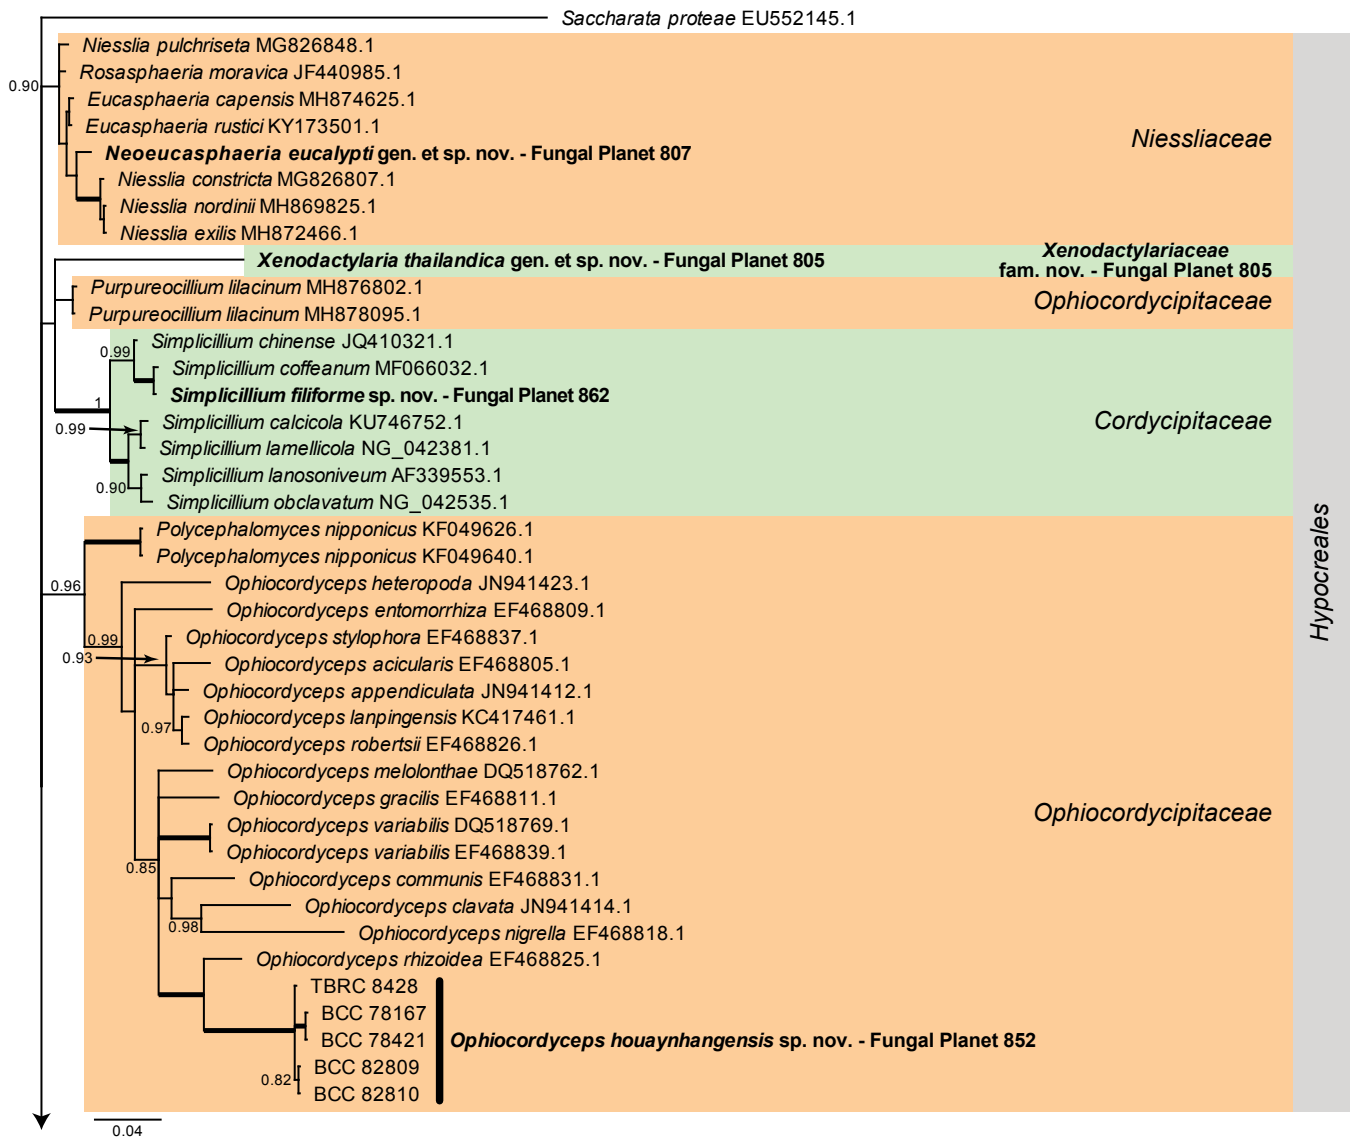 Saccharata proteae EU552145.1
Niesslia pulchriseta MG826848.1
Rosasphaeria moravica JF440985.1
0.90
Eucasphaeria capensis MH874625.1
Eucasphaeria rustici KY173501.1
Niessliaceae
Neoeucasphaeria eucalypti gen. et sp. nov. - Fungal Planet 807
Niesslia constricta MG826807.1
Niesslia nordinii MH869825.1
Niesslia exilis MH872466.1
Xenodactylaria thailandica gen. et sp. nov. - Fungal Planet 805
Xenodactylariaceae
fam. nov. - Fungal Planet 805
Purpureocillium lilacinum MH876802.1
Ophiocordycipitaceae
Purpureocillium lilacinum MH878095.1
Simplicillium chinense JQ410321.1
0.99
Simplicillium coffeanum MF066032.1
Simplicillium filiforme sp. nov. - Fungal Planet 862
1
Simplicillium calcicola KU746752.1
Cordycipitaceae
0.99
Simplicillium lamellicola NG_042381.1
Simplicillium lanosoniveum AF339553.1
0.90
Simplicillium obclavatum NG_042535.1
Polycephalomyces nipponicus KF049626.1
Polycephalomyces nipponicus KF049640.1
Hypocreales
0.96
Ophiocordyceps heteropoda JN941423.1
Ophiocordyceps entomorrhiza EF468809.1
0.99
Ophiocordyceps stylophora EF468837.1
0.93
Ophiocordyceps acicularis EF468805.1
Ophiocordyceps appendiculata JN941412.1
Ophiocordyceps lanpingensis KC417461.1
0.97
Ophiocordyceps robertsii EF468826.1
Ophiocordyceps melolonthae DQ518762.1
Ophiocordyceps gracilis EF468811.1
Ophiocordycipitaceae
Ophiocordyceps variabilis DQ518769.1
Ophiocordyceps variabilis EF468839.1
0.85
Ophiocordyceps communis EF468831.1
Ophiocordyceps clavata JN941414.1
0.98
Ophiocordyceps nigrella EF468818.1
Ophiocordyceps rhizoidea EF468825.1
TBRC 8428
BCC 78167
BCC 78421
Ophiocordyceps houaynhangensis sp. nov. - Fungal Planet 852
BCC 82809
0.82
BCC 82810
0.04